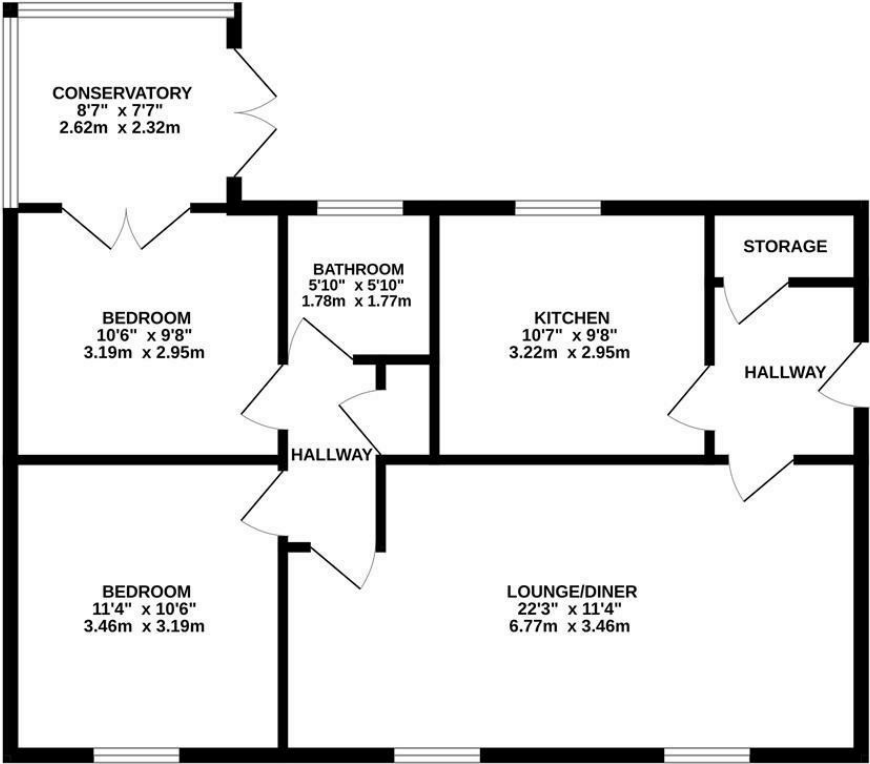 CONSERVATORY
8'7" x 7'7"
2.62m x 2.32m
BATHROOM
5'10" x 5'10"
1.78m x 1.77m
STORAGE
BEDROOM
10'6" x 9'8"
3.19m x 2.95m
KITCHEN
10'7" x 9'8"
3.22m x 2.95m
HALLWAY
HALLWAY
BEDROOM
11'4" x 10'6"
3.46m x 3.19m
LOUNGE/DINER
22'3" x 11'4"
6.77m x 3.46m